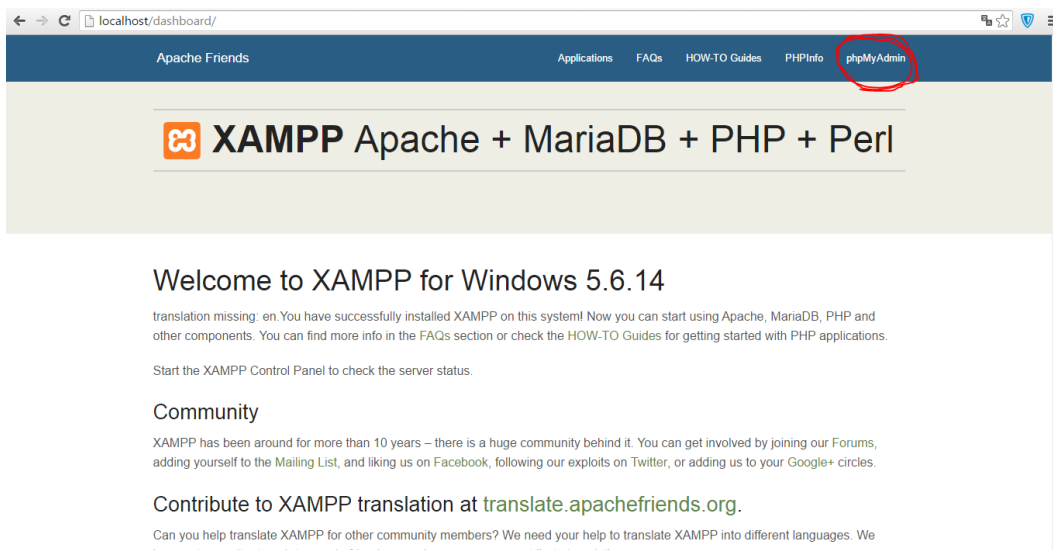 localhost/dashboard/
Apache Friends
Applications FAQs HOW-TO Guides PHPInfo phpMyAdmin
XAMPP Apache + MariaDB + PHP + Perl
Welcome to XAMPP for Windows 5.6.14
translation missing: en.You have successfully installed XAMPP on this system! Now you can start using Apache, MariaDB, PHP and
other components. You can find more info in the FAQs section or check the HOW-TO Guides for getting started with PHP applications.
Start the XAMPP Control Panel to check the server status.
Community
XAMPP has been around for more than 10 years – there is a huge community behind it. You can get involved by joining our Forums,
adding yourself to the Mailing List, and liking us on Facebook, following our exploits on Twitter, or adding us to your Google+ circles.
Contribute to XAMPP translation at translate.apachefriends.org.
Can you help translate XAMPP for other community members? We need your help to translate XAMPP into different languages. We